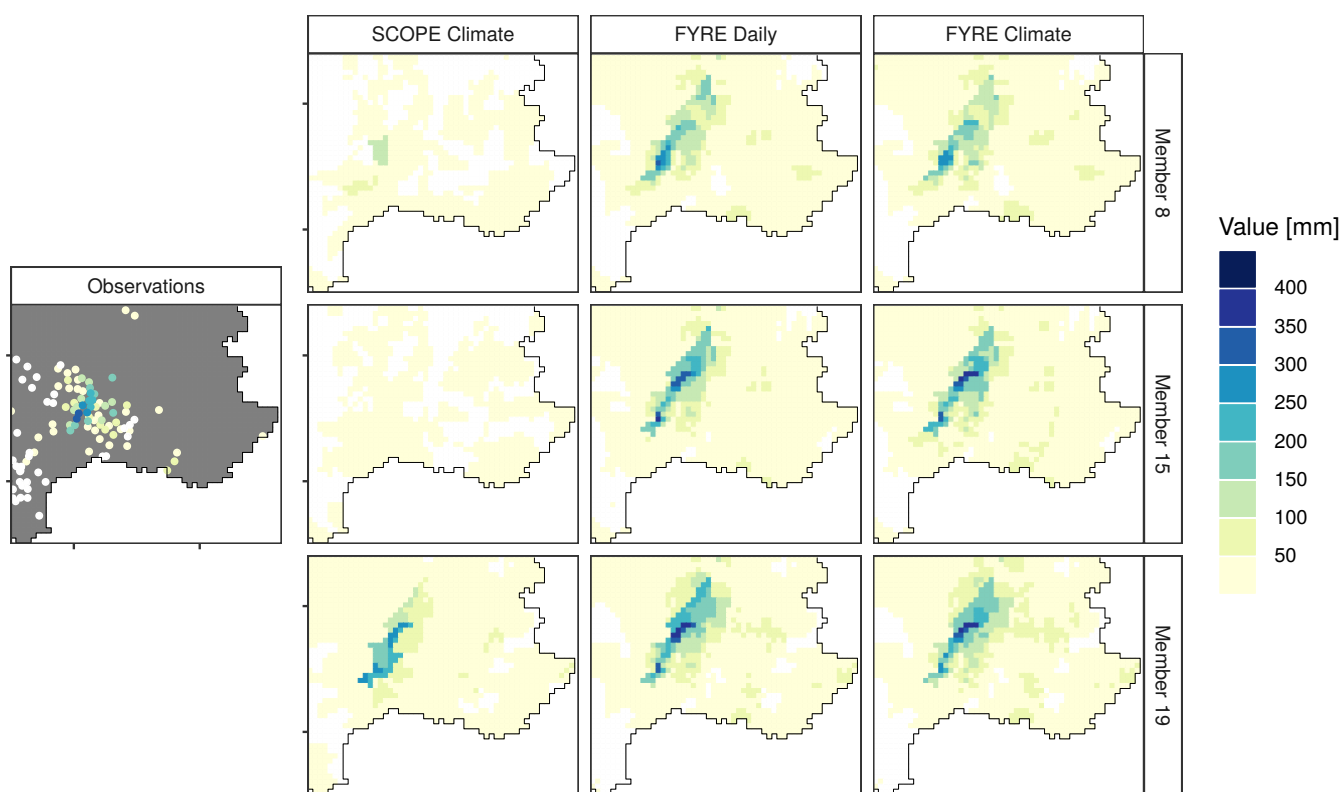 SCOPE Climate
FYRE Daily
FYRE Climate
Member 8
Observations
Member 15
Member 19
Value [mm]
400
350
300
250
200
150
100
50